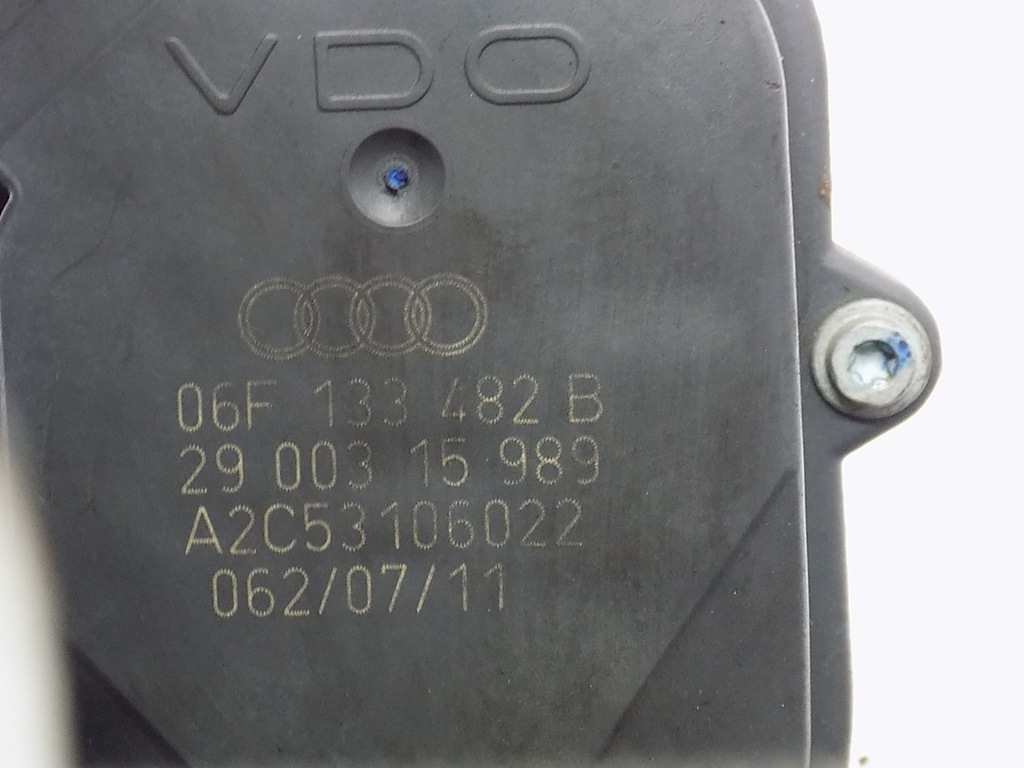 VDO
06F 133 482 B
29 003 15 989
A2C53106022
062/07/11